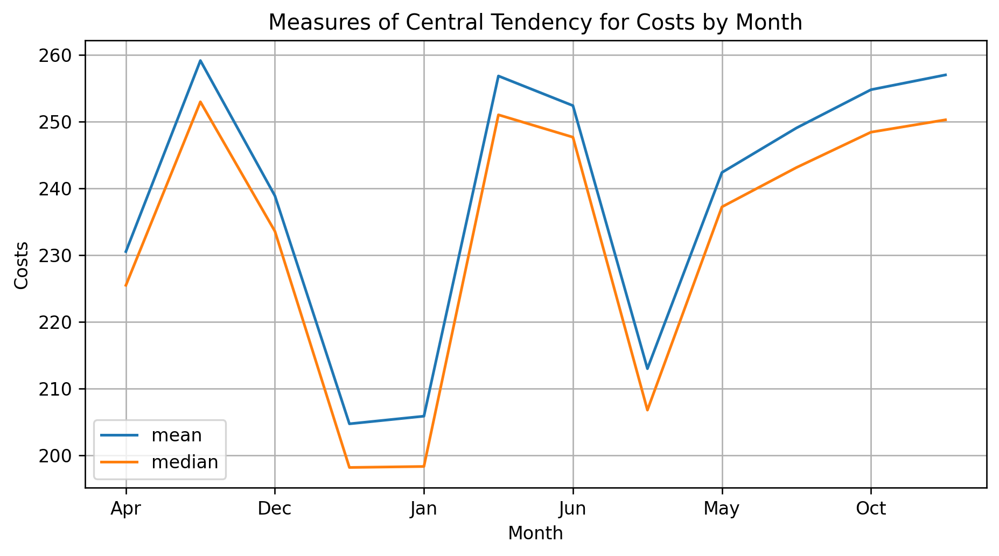 Measures of Central Tendency for Costs by Month
260
250
240
230
220
210
200
Costs
mean
median
Apr Dec Jan Jun May Oct
Month